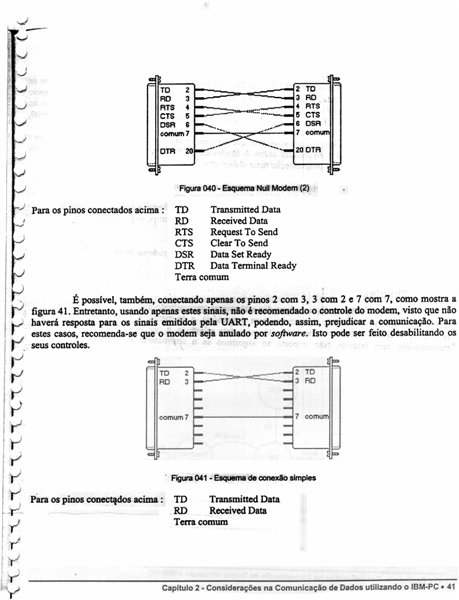 TD 2 2 TD
RD 3 3 RD
RTS 4 4 RTS
CTS 5 5 CTS
DSR 6 6 DSR
comum 7 7 comum
DTR 20 20 DTR
Figura 040 - Esquema Null Modem (2)
Para os pinos conectados acima : TD Transmitted Data
RD Received Data
RTS Request To Send
CTS Clear To Send
DSR Data Set Ready
DTR Data Terminal Ready
Terra comum
É possível, também, conectando apenas os pinos 2 com 3, 3 com 2 e 7 com 7, como mostra a
figura 41. Entretanto, usando apenas estes sinais, não é recomendado o controle do modem, visto que não
haverá resposta para os sinais emitidos pela UART, podendo, assim, prejudicar a comunicação. Para
estes casos, recomenda-se que o modem seja anulado por software. Isto pode ser feito desabilitando os
seus controles.
TD 2 2 TD
RD 3 3 RD
comum 7 7 comum
Figura 041 - Esquema de conexão simples
Para os pinos conectados acima : TD Transmitted Data
RD Received Data
Terra comum
Capítulo 2 - Considerações na Comunicação de Dados utilizando o IBM-PC • 41